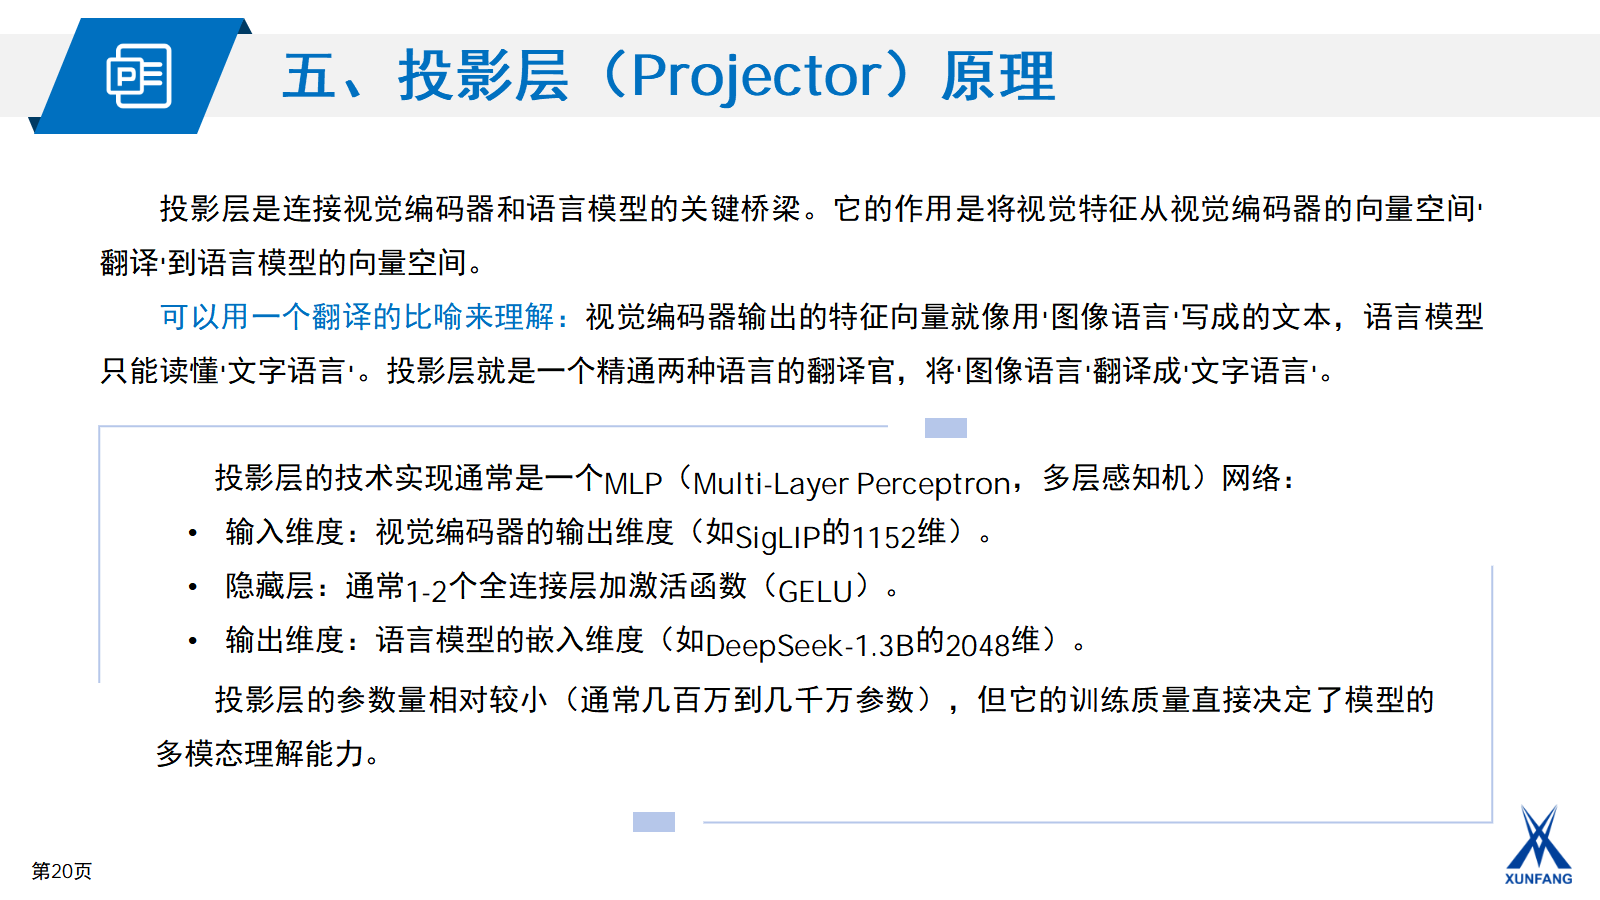 五、投影层（Projector）原理
投影层是连接视觉编码器和语言模型的关键桥梁。它的作用是将视觉特征从视觉编码器的向量空间'
翻译'到语言模型的向量空间。
可以用一个翻译的比喻来理解：视觉编码器输出的特征向量就像用'图像语言'写成的文本，语言模型
只能读懂'文字语言'。投影层就是一个精通两种语言的翻译官，将'图像语言'翻译成'文字语言'。
投影层的技术实现通常是一个MLP（Multi-Layer Perceptron，多层感知机）网络：
• 输入维度：视觉编码器的输出维度（如SigLIP的1152维）。
• 隐藏层：通常1-2个全连接层加激活函数（GELU）。
• 输出维度：语言模型的嵌入维度（如DeepSeek-1.3B的2048维）。
投影层的参数量相对较小（通常几百万到几千万参数），但它的训练质量直接决定了模型的
多模态理解能力。
第20页
XUNFANG